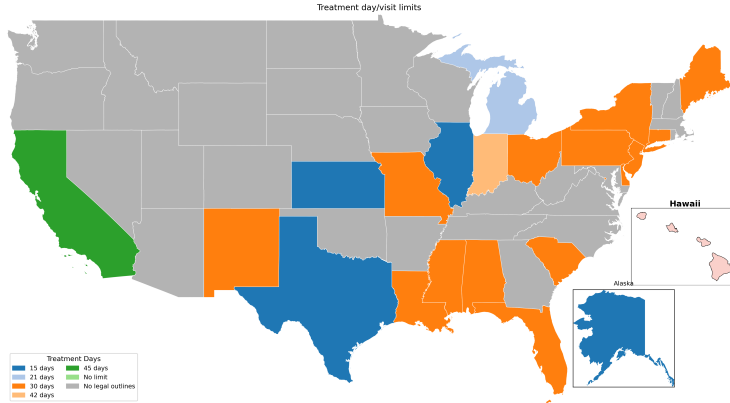 Treatment day/visit limits
Hawaii
Alaska
Treatment Days
15 days
21 days
30 days
42 days
45 days
No limit
No legal outlines